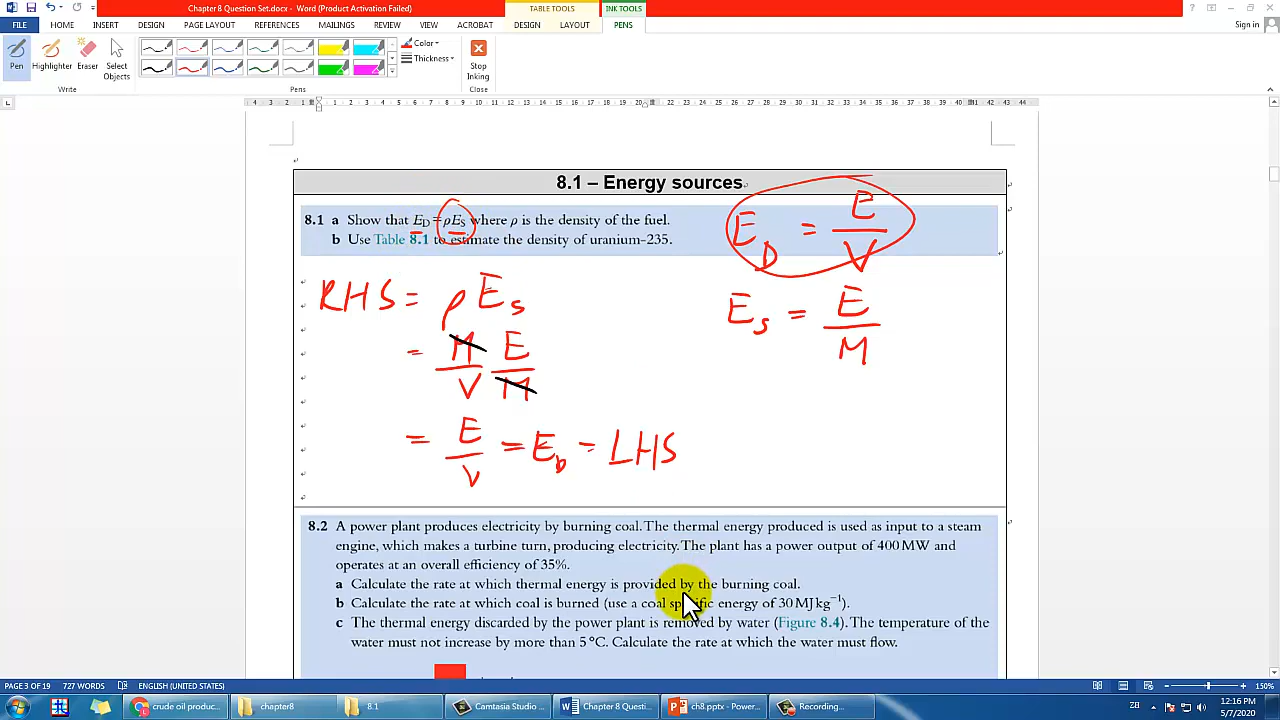 Chapter 8 Question Set.docx - Word (Product Activation Failed)
TABLE TOOLS
INK TOOLS
FILE HOME INSERT DESIGN PAGE LAYOUT REFERENCES MAILINGS REVIEW VIEW ACROBAT DESIGN LAYOUT PENS
Sign in
Pen Highlighter Eraser Select Objects
Color
Thickness
Stop Inking
Write Pens Close
8.1 – Energy sources
8.1 a Show that E_D = ρE_S where ρ is the density of the fuel.
b Use Table 8.1 to estimate the density of uranium–235.
E_D = E/V
E_S = E/M
RHS = ρ E_S
= M/V E/M
= E/V = E_D = LHS
8.2 A power plant produces electricity by burning coal. The thermal energy produced is used as input to a steam
engine, which makes a turbine turn, producing electricity. The plant has a power output of 400 MW and
operates at an overall efficiency of 35%.
a Calculate the rate at which thermal energy is provided by the burning coal.
b Calculate the rate at which coal is burned (use a coal specific energy of 30 MJ kg⁻¹).
c The thermal energy discarded by the power plant is removed by water (Figure 8.4). The temperature of the
water must not increase by more than 5 °C. Calculate the rate at which the water must flow.
PAGE 3 OF 19 727 WORDS ENGLISH (UNITED STATES) 150%
crude oil produc... chapter8 8.1 Camtasia Studio ... Chapter 8 Questi... ch8.pptx - Power... Recording...
ZH
12:16 PM
5/7/2020